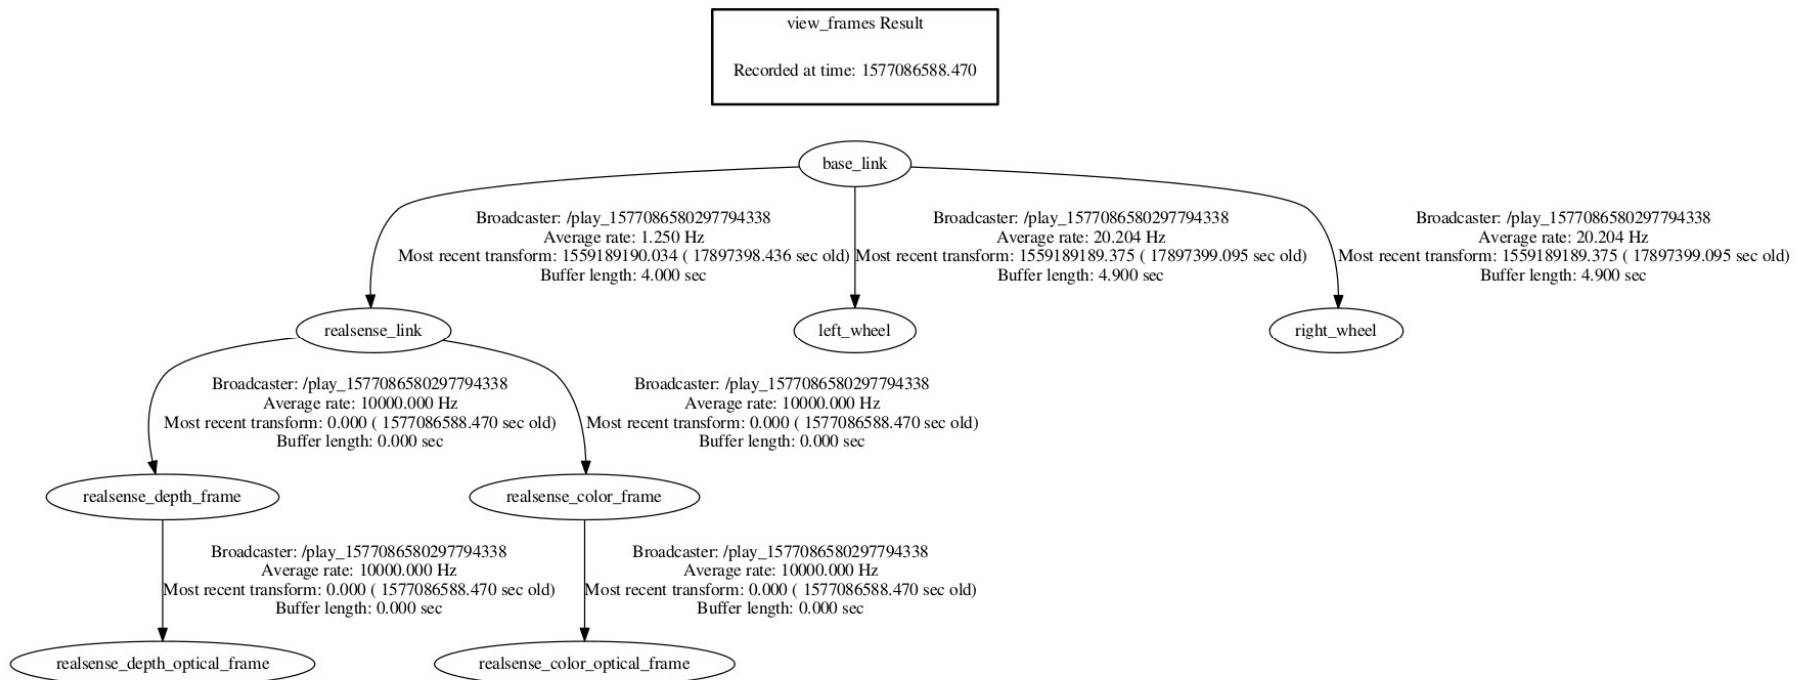 view_frames Result
Recorded at time: 1577086588.470
base_link
Broadcaster: /play_1577086580297794338
Average rate: 1.250 Hz
Most recent transform: 1559189190.034 ( 17897398.436 sec old)
Buffer length: 4.000 sec
Broadcaster: /play_1577086580297794338
Average rate: 20.204 Hz
Most recent transform: 1559189189.375 ( 17897399.095 sec old)
Buffer length: 4.900 sec
Broadcaster: /play_1577086580297794338
Average rate: 20.204 Hz
Most recent transform: 1559189189.375 ( 17897399.095 sec old)
Buffer length: 4.900 sec
realsense_link
left_wheel
right_wheel
Broadcaster: /play_1577086580297794338
Average rate: 10000.000 Hz
Most recent transform: 0.000 ( 1577086588.470 sec old)
Buffer length: 0.000 sec
Broadcaster: /play_1577086580297794338
Average rate: 10000.000 Hz
Most recent transform: 0.000 ( 1577086588.470 sec old)
Buffer length: 0.000 sec
realsense_depth_frame
realsense_color_frame
Broadcaster: /play_1577086580297794338
Average rate: 10000.000 Hz
Most recent transform: 0.000 ( 1577086588.470 sec old)
Buffer length: 0.000 sec
Broadcaster: /play_1577086580297794338
Average rate: 10000.000 Hz
Most recent transform: 0.000 ( 1577086588.470 sec old)
Buffer length: 0.000 sec
realsense_depth_optical_frame
realsense_color_optical_frame